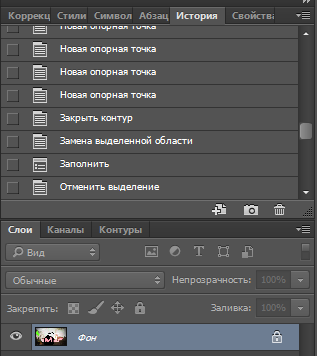 Коррекц Стили Символ Абзац История Свойства
Новая опорная точка
Новая опорная точка
Новая опорная точка
Новая опорная точка
Закрыть контур
Замена выделенной области
Заполнить
Отменить выделение
Слои Каналы Контуры
Вид
Обычные Непрозрачность: 100%
Закрепить: Заливка: 100%
Фон